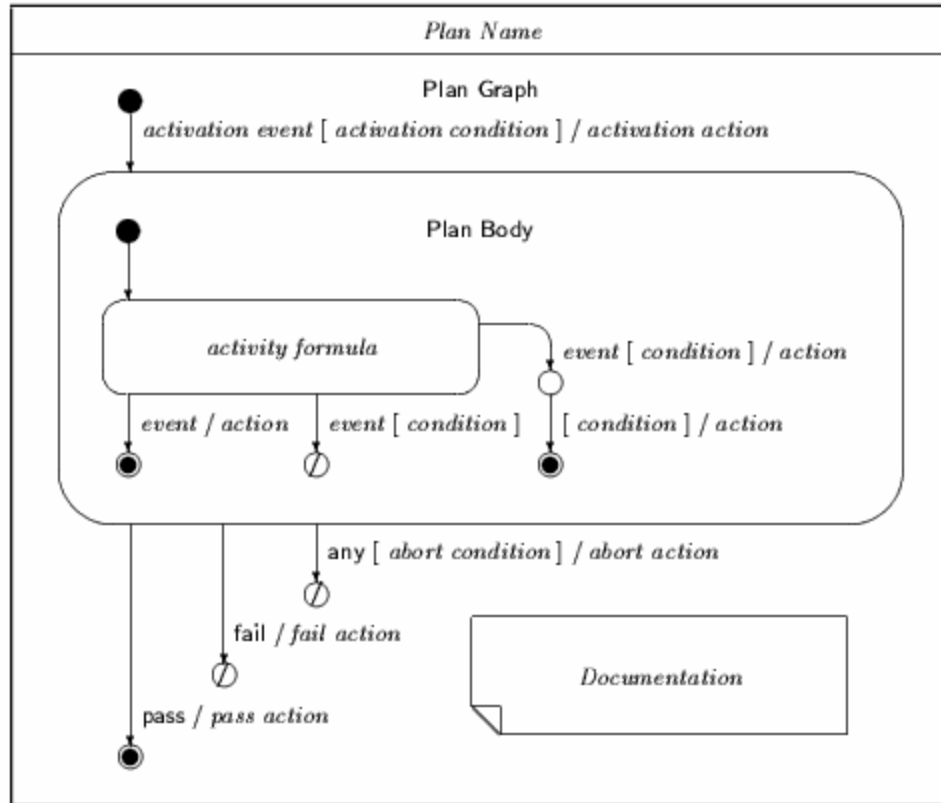 Plan Name
Plan Graph
activation event [ activation condition ] / activation action
Plan Body
activity formula
event [ condition ] / action
event / action
event [ condition ]
[ condition ] / action
any [ abort condition ] / abort action
fail / fail action
Documentation
pass / pass action